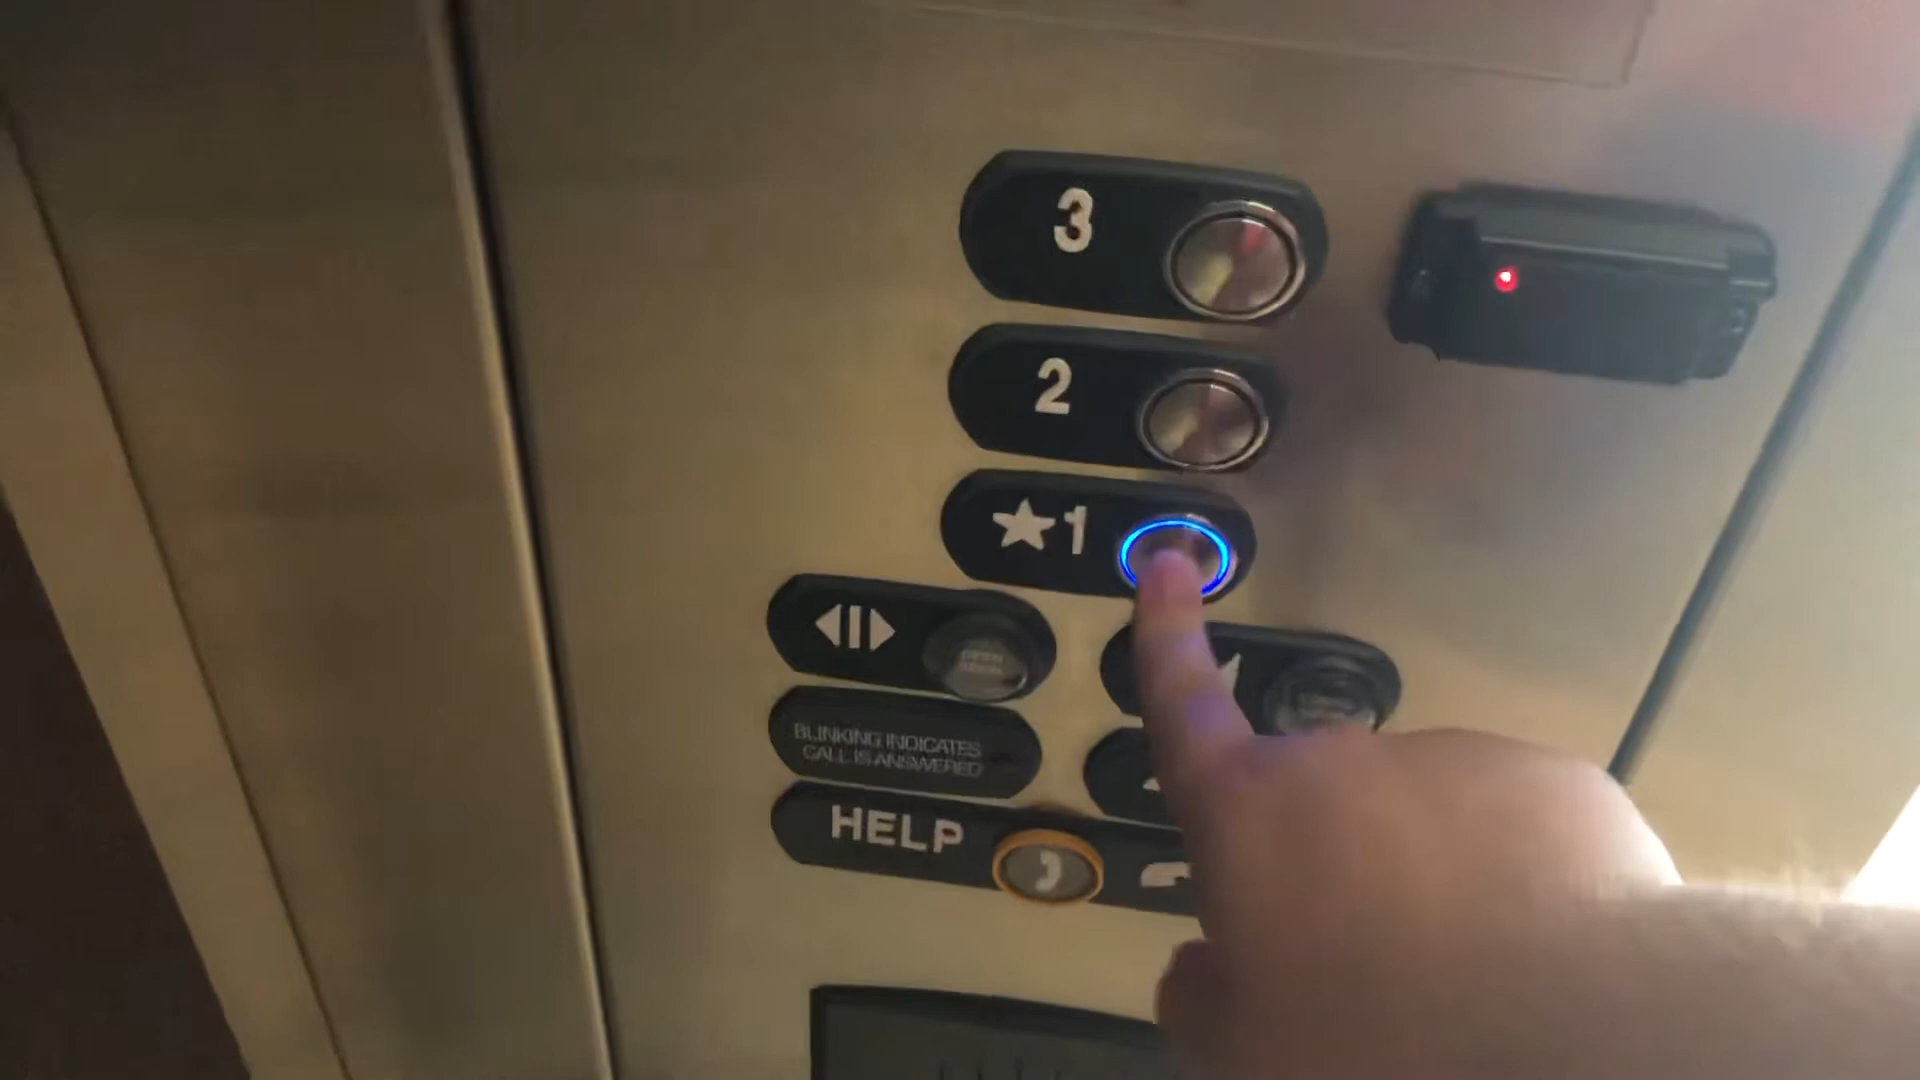 3
2
★1
BLINKING INDICATES
CALL IS ANSWERED
HELP